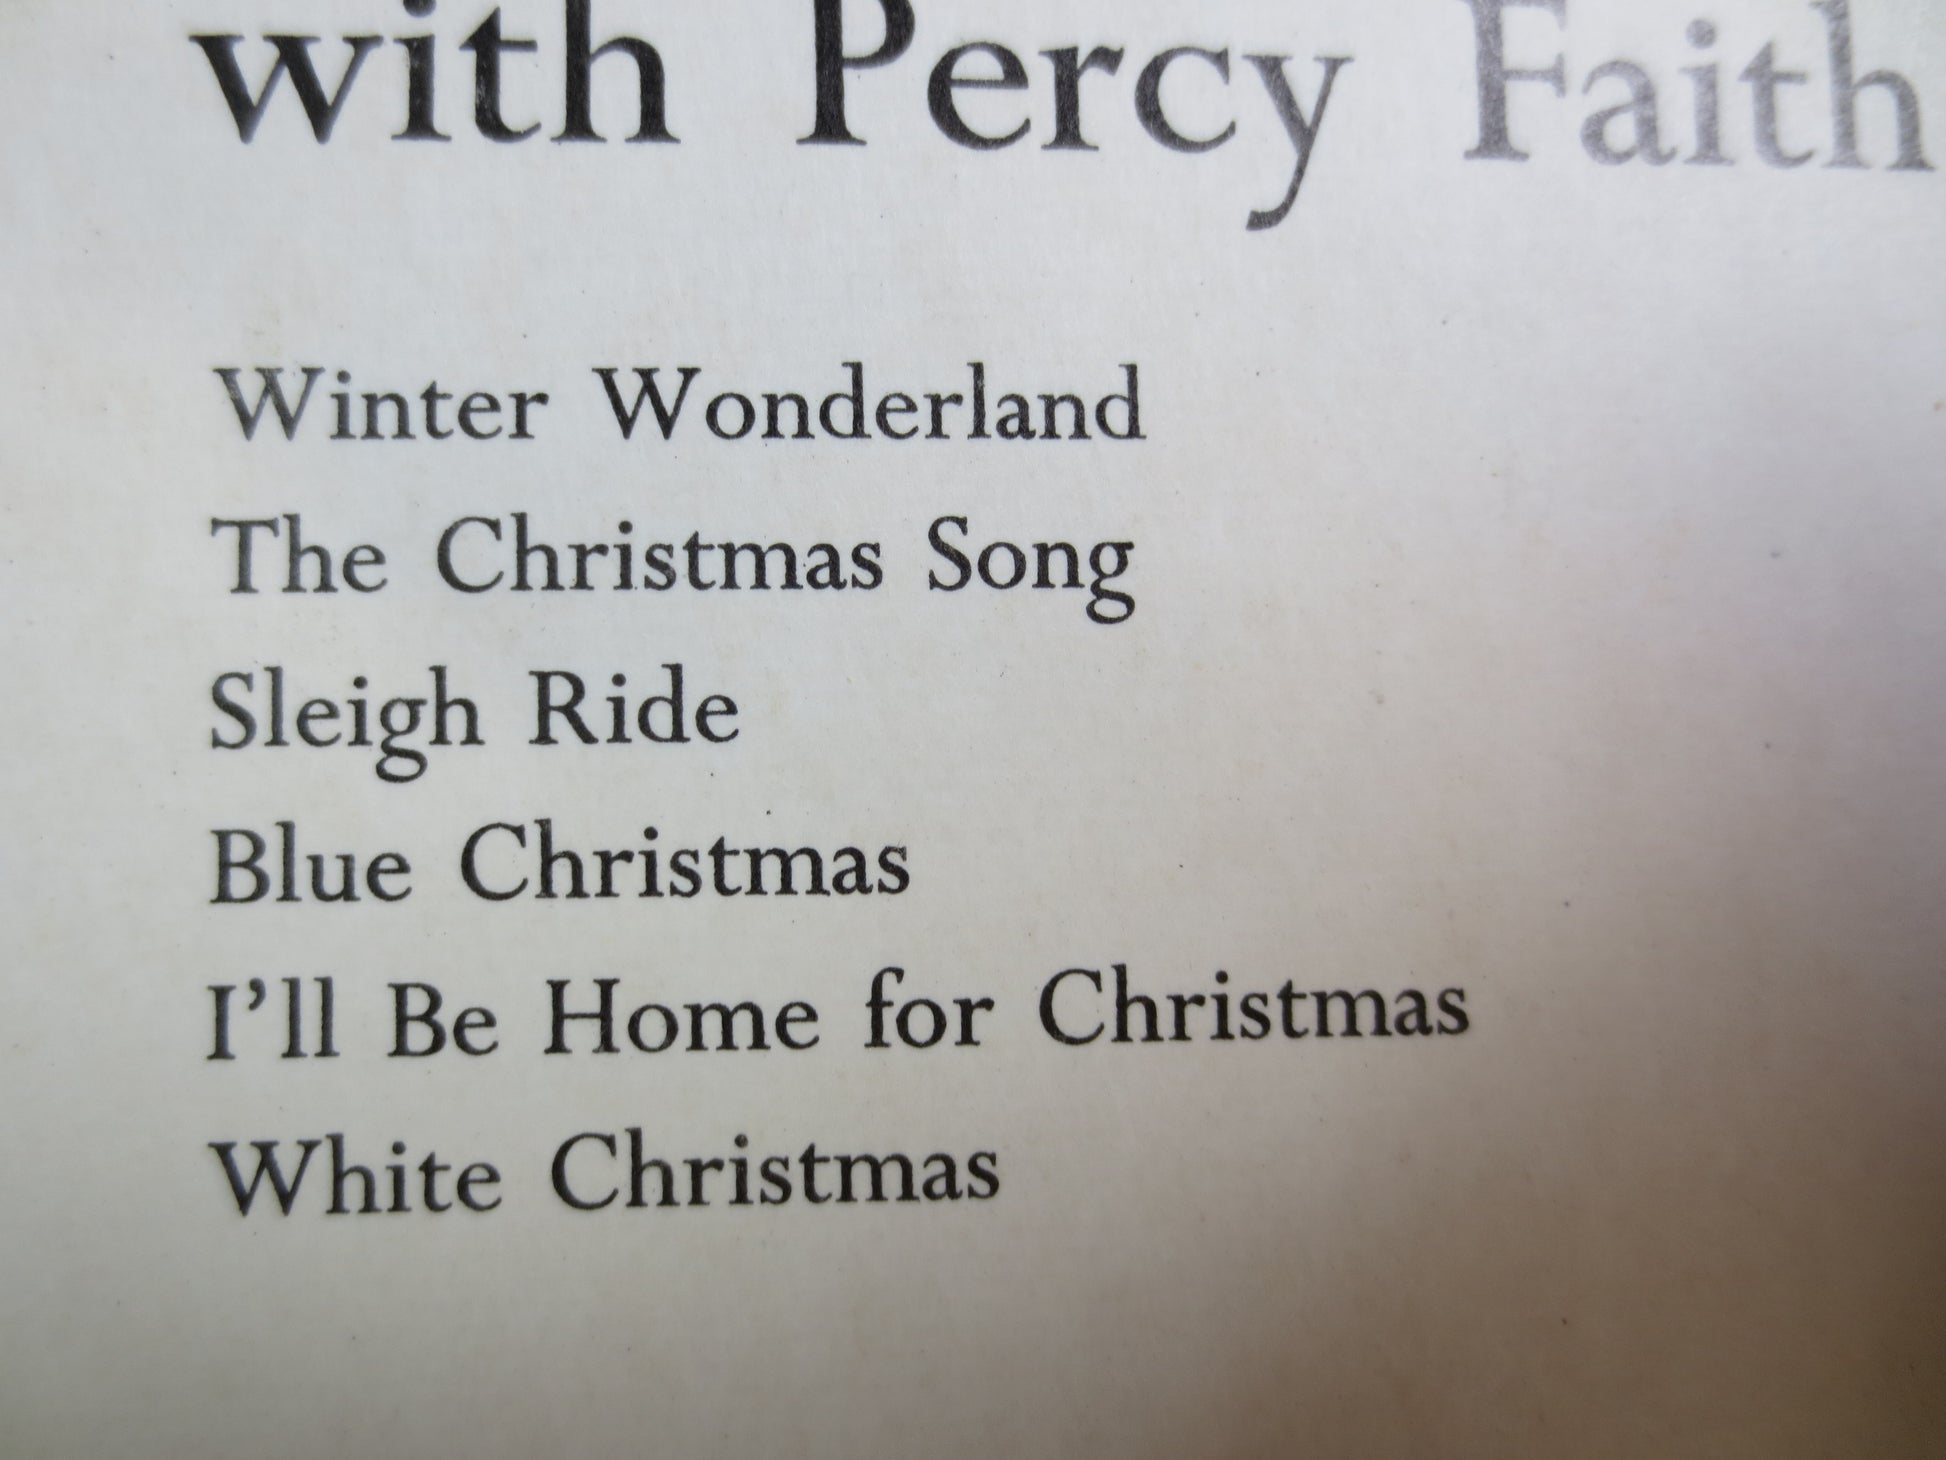 with Percy Faith
Winter Wonderland
The Christmas Song
Sleigh Ride
Blue Christmas
I'll Be Home for Christmas
White Christmas